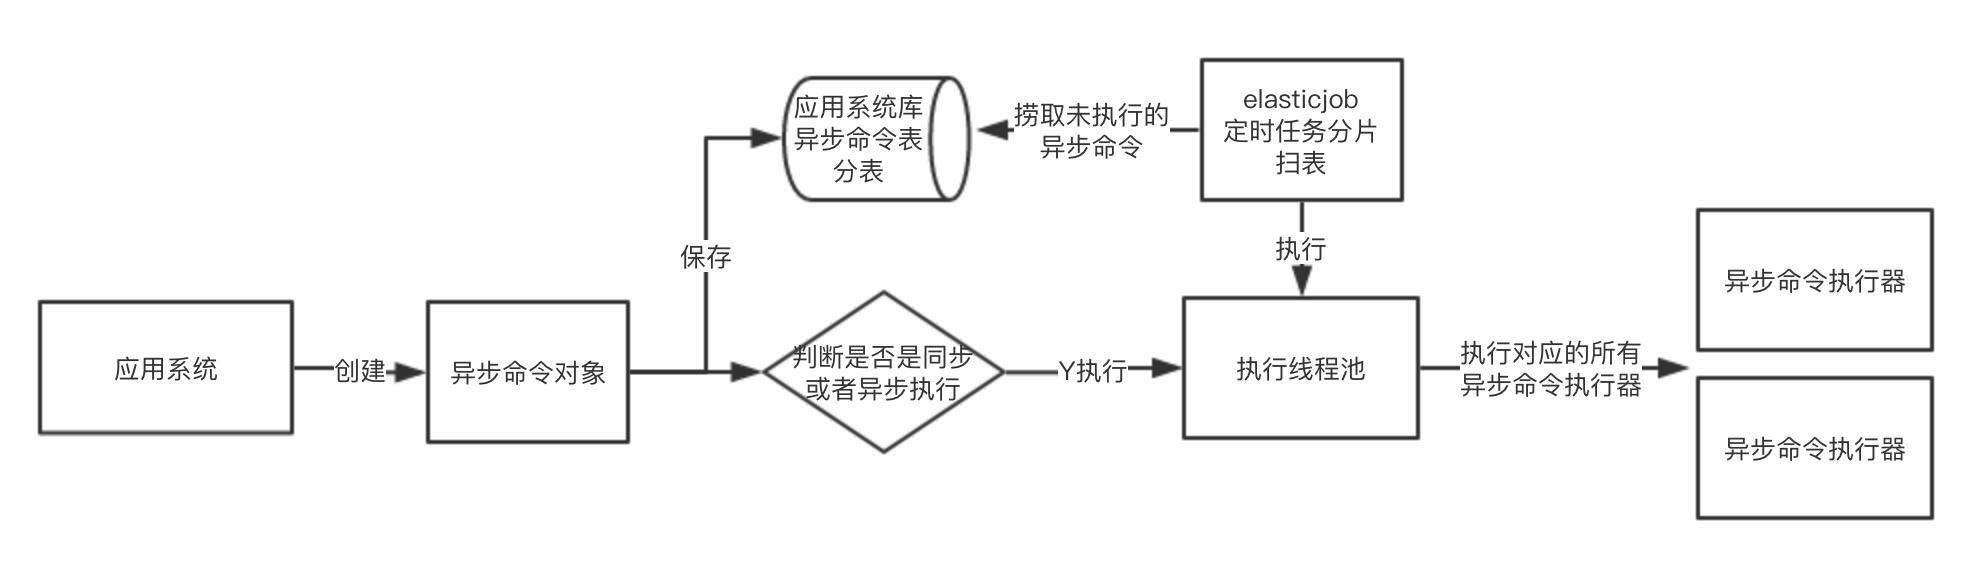 应用系统库
异步命令表
分表
捞取未执行的
异步命令
elasticjob
定时任务分片
扫表
保存
执行
应用系统
创建
异步命令对象
判断是否是同步
或者异步执行
Y执行
执行线程池
执行对应的所有
异步命令执行器
异步命令执行器
异步命令执行器